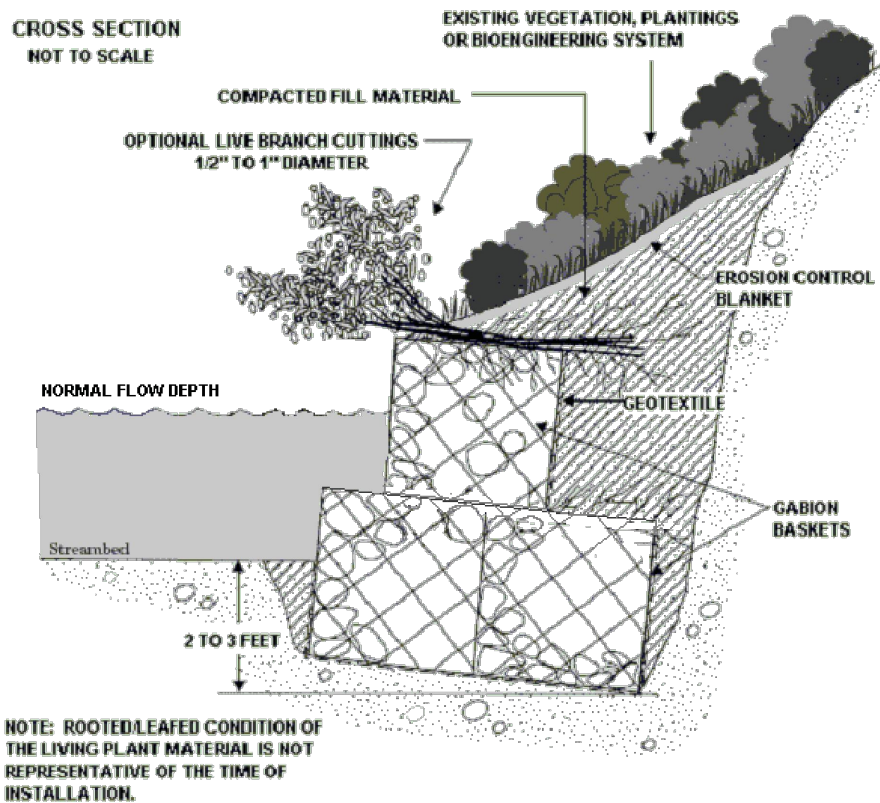 CROSS SECTION
NOT TO SCALE
EXISTING VEGETATION, PLANTINGS
OR BIOENGINEERING SYSTEM
COMPACTED FILL MATERIAL
OPTIONAL LIVE BRANCH CUTTINGS
1/2" TO 1" DIAMETER
EROSION CONTROL
BLANKET
NORMAL FLOW DEPTH
GEOTEXTILE
GABION
BASKETS
Streambed
2 TO 3 FEET
NOTE: ROOTED/LEAFED CONDITION OF
THE LIVING PLANT MATERIAL IS NOT
REPRESENTATIVE OF THE TIME OF
INSTALLATION.